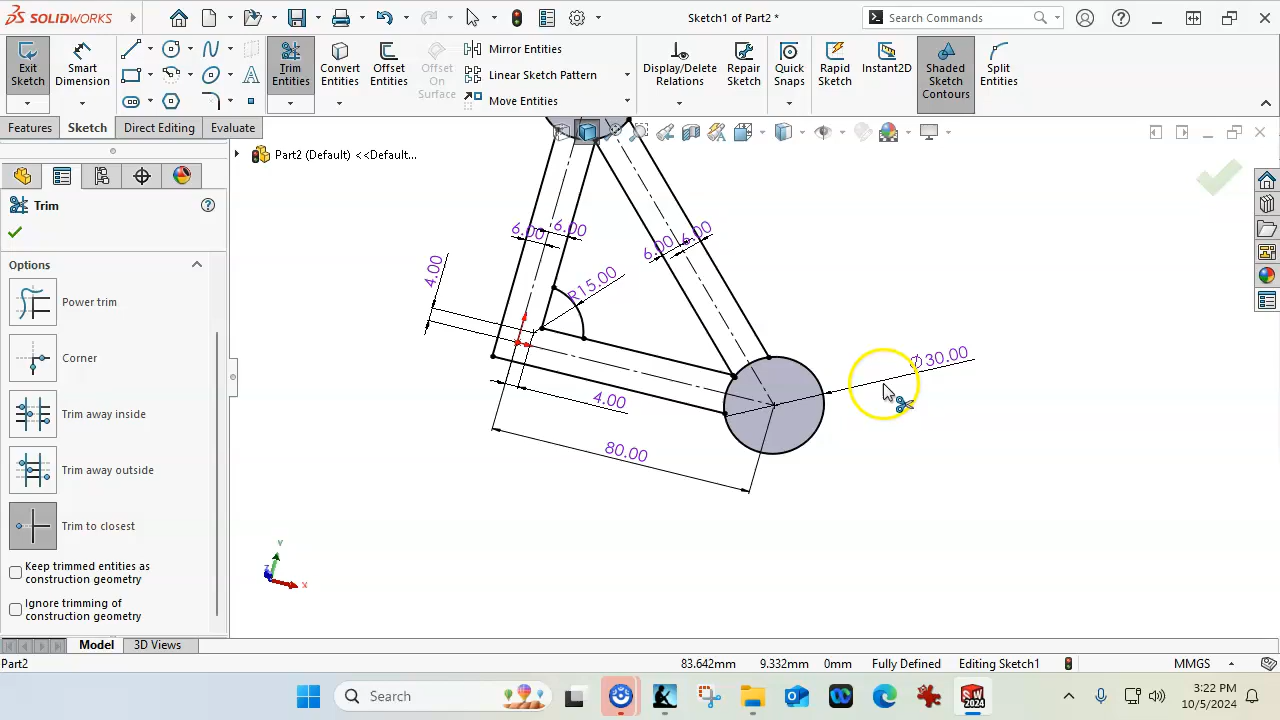 SOLIDWORKS
Sketch1 of Part2 *
Search Commands
Exit Sketch
Smart Dimension
Trim Entities
Convert Entities
Offset Entities
Offset On Surface
Mirror Entities
Linear Sketch Pattern
Move Entities
Display/Delete Relations
Repair Sketch
Quick Snaps
Rapid Sketch
Instant2D
Shaded Sketch Contours
Split Entities
Features
Sketch
Direct Editing
Evaluate
Part2 (Default) <<Default...
Trim
Options
Power trim
Corner
Trim away inside
Trim away outside
Trim to closest
Keep trimmed entities as
construction geometry
Ignore trimming of
construction geometry
6.00
6.00
6.00
6.00
4.00
R15.00
Ø30.00
4.00
80.00
Y
X
Z
Model
3D Views
Part2
83.642mm
9.332mm
0mm
Fully Defined
Editing Sketch1
MMGS
Search
3:22 PM
10/5/2024